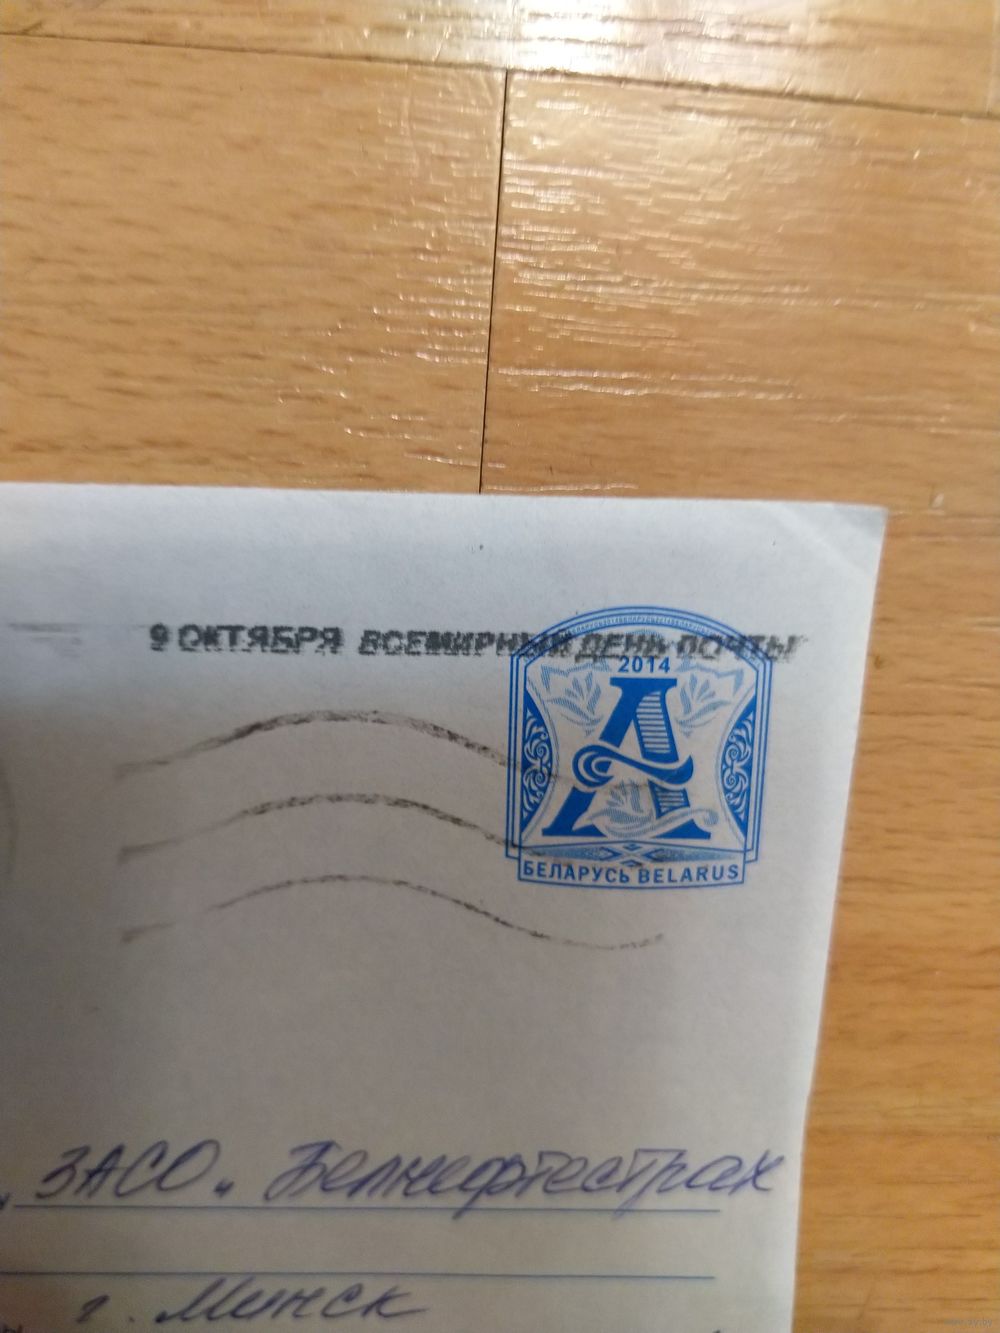 9 ОКТЯБРЯ ВСЕМИРНЫЙ ДЕНЬ ПОЧТЫ
2014
А
БЕЛАРУСЬ BELARUS
ЗАСО „ Белнефтестрах
г. Минск